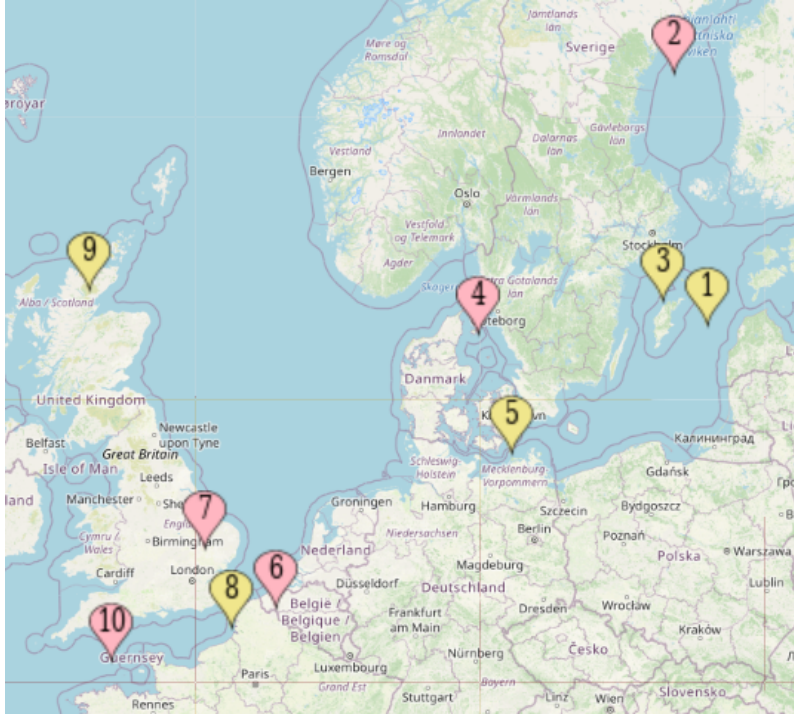 Jämtlands
län
2
Møre og
Romsdal
Sverige
Innlandet
Dalarnas
län
Gävleborgs
län
Vestland
Bergen
Oslo
Värmlands
län
Vestfold
og Telemark
Agder
Stockholm
9
3
1
Alba / Scotland
4
Danmark
United Kingdom
5
Newcastle
upon Tyne
Belfast
Great Britain
Isle of Man
Leeds
Калининград
Gdańsk
Schleswig-
Holstein
Mecklenburg-
Vorpommern
Manchester
7
Groningen
Hamburg
Szczecin
Bydgoszcz
Cymru /
Wales
Birmingham
Nederland
Niedersachsen
Berlin
Poznań
Polska
Warszawa
Cardiff
London
8
6
Düsseldorf
Magdeburg
Deutschland
Lublin
België /
Belgique /
Belgien
Frankfurt
am Main
Dresden
Wrocław
Kraków
10
Guernsey
Paris
Luxembourg
Grand Est
Nürnberg
Česko
Bayern
Rennes
Stuttgart
Linz
Wien
Slovensko